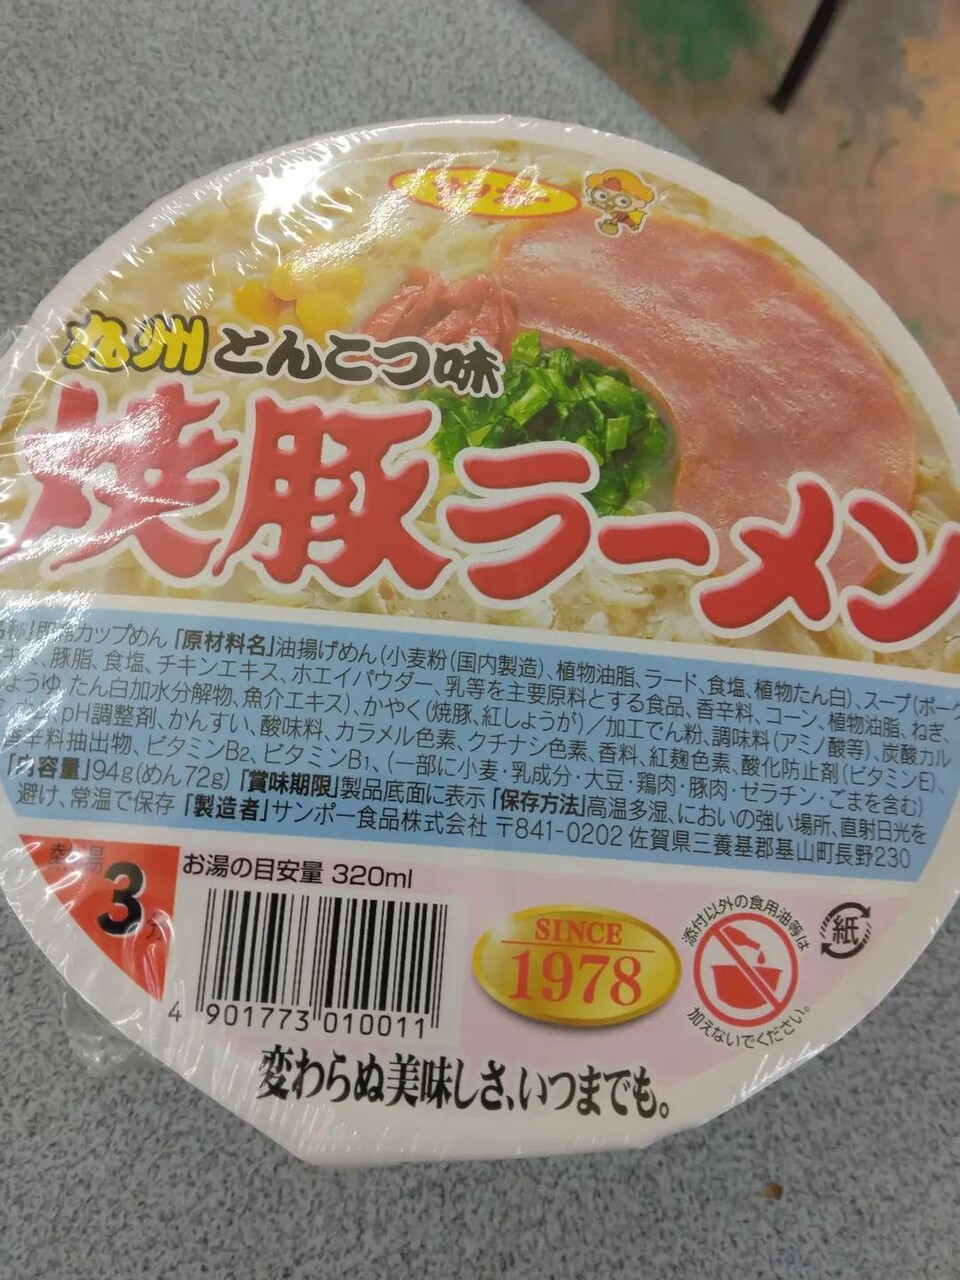 サンポー
九州 とんこつ味
焼豚ラーメン
名称」即席カップめん「原材料名」油揚げめん(小麦粉(国内製造)、植物油脂、ラード、食塩、植物たん白)、スープ(ポーク
豚脂、食塩、チキンエキス、ホエイパウダー、乳等を主要原料とする食品、香辛料、コーン、植物油脂、ねぎ、
しょうゆ、たん白加水分解物、魚介エキス)、かやく(焼豚、紅しょうが)/加工でん粉、調味料(アミノ酸等)、炭酸カル
pH調整剤、かんすい、酸味料、カラメル色素、クチナシ色素、香料、紅麹色素、酸化防止剤(ビタミンE)、
香辛料抽出物、ビタミンB2、ビタミンB1、(一部に小麦・乳成分・大豆・鶏肉・豚肉・ゼラチン・ごまを含む)
「内容量」94g(めん72g)「賞味期限」製品底面に表示「保存方法」高温多湿、においの強い場所、直射日光を
避け、常温で保存「製造者」サンポー食品株式会社 〒841-0202 佐賀県三養基郡基山町長野230
熱湯
3分
お湯の目安量 320ml
4 901773 010011
SINCE
1978
添付以外の食用油等は
加えないでください。
紙
変わらぬ美味しさ、いつまでも。